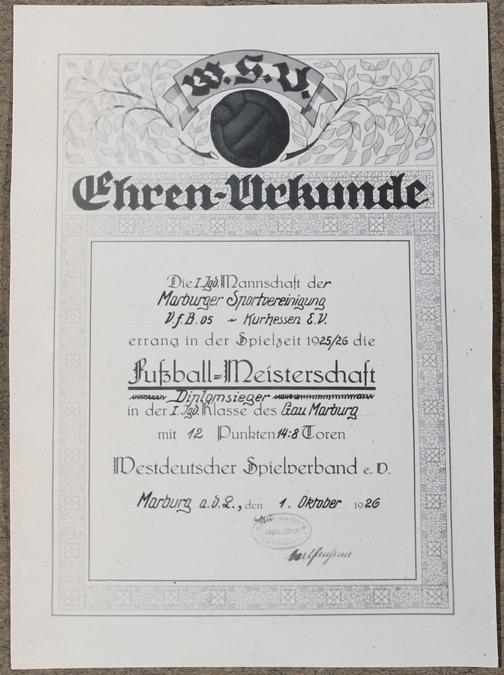 W.S.V.
Ehren-Urkunde
Die I. Jgd. Mannschaft der
Marburger Sportvereinigung
V.f.B. 05 ~ Kurhessen E.V.
errang in der Spielzeit 1925/26 die
Fußball=Meisterschaft
Diplomsieger
in der I. Jgd. Klasse des Gau Marburg
mit 12 Punkten 14:8 Toren
Westdeutscher Spielverband e. V.
Marburg a.d.L., den 1. Oktober 1926